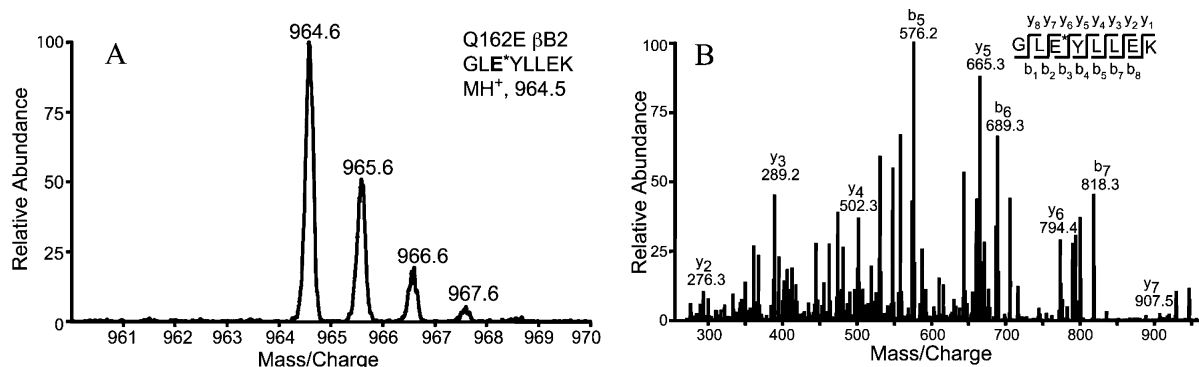 A
964.6
Q162E βB2
GLE*YLLEK
MH+, 964.5
100
75
50
25
0
Relative Abundance
965.6
966.6
967.6
961 962 963 964 965 966 967 968 969 970
Mass/Charge
B
b5
576.2
y8 y7 y6 y5 y4 y3 y2 y1
GLE*YLLEK
b1 b2 b3 b4 b5 b7 b8
y5
665.3
b6
689.3
y3
289.2
y4
502.3
b7
818.3
y6
794.4
y2
276.3
y7
907.5
100
75
50
25
0
Relative Abundance
300 400 500 600 700 800 900
Mass/Charge